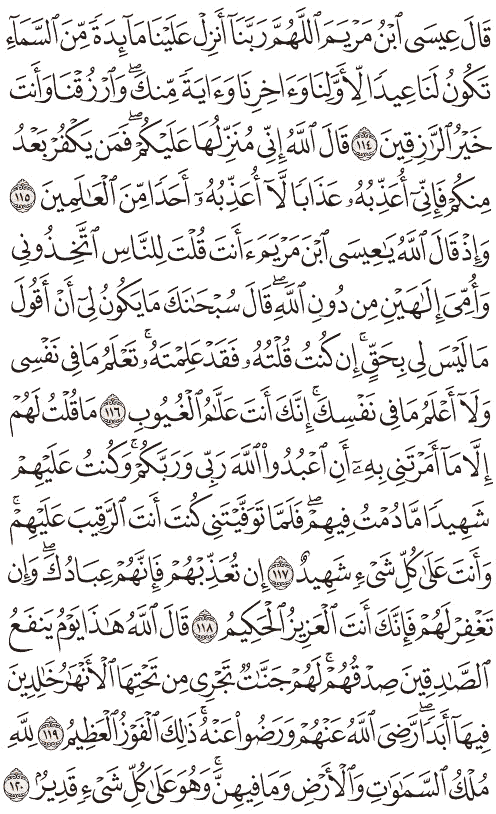 قَالَ عِيسَى ٱبْنُ مَرْيَمَ ٱللَّهُمَّ رَبَّنَآ أَنزِلْ عَلَيْنَا مَآئِدَةً مِّنَ ٱلسَّمَآءِ
تَكُونُ لَنَا عِيدًا لِّأَوَّلِنَا وَءَاخِرِنَا وَءَايَةً مِّنكَۖ وَٱرْزُقْنَا وَأَنتَ
خَيْرُ ٱلرَّٰزِقِينَ ١١٤ قَالَ ٱللَّهُ إِنِّي مُنَزِّلُهَا عَلَيْكُمْۖ فَمَن يَكْفُرْ بَعْدُ
مِنكُمْ فَإِنِّيٓ أُعَذِّبُهُۥ عَذَابًا لَّآ أُعَذِّبُهُۥٓ أَحَدًا مِّنَ ٱلْعَٰلَمِينَ ١١٥
وَإِذْ قَالَ ٱللَّهُ يَٰعِيسَى ٱبْنَ مَرْيَمَ ءَأَنتَ قُلْتَ لِلنَّاسِ ٱتَّخِذُونِي
وَأُمِّيَ إِلَٰهَيْنِ مِن دُونِ ٱللَّهِۖ قَالَ سُبْحَٰنَكَ مَا يَكُونُ لِيٓ أَنْ أَقُولَ
مَا لَيْسَ لِي بِحَقٍّۚ إِن كُنتُ قُلْتُهُۥ فَقَدْ عَلِمْتَهُۥۚ تَعْلَمُ مَا فِي نَفْسِي
وَلَآ أَعْلَمُ مَا فِي نَفْسِكَۚ إِنَّكَ أَنتَ عَلَّٰمُ ٱلْغُيُوبِ ١١٦ مَا قُلْتُ لَهُمْ
إِلَّا مَآ أَمَرْتَنِي بِهِۦٓ أَنِ ٱعْبُدُوا۟ ٱللَّهَ رَبِّي وَرَبَّكُمْۚ وَكُنتُ عَلَيْهِمْ
شَهِيدًا مَّا دُمْتُ فِيهِمْۖ فَلَمَّا تَوَفَّيْتَنِي كُنتَ أَنتَ ٱلرَّقِيبَ عَلَيْهِمْۚ
وَأَنتَ عَلَىٰ كُلِّ شَيْءٍ شَهِيدٌ ١١٧ إِن تُعَذِّبْهُمْ فَإِنَّهُمْ عِبَادُكَۖ وَإِن
تَغْفِرْ لَهُمْ فَإِنَّكَ أَنتَ ٱلْعَزِيزُ ٱلْحَكِيمُ ١١٨ قَالَ ٱللَّهُ هَٰذَا يَوْمُ يَنفَعُ
ٱلصَّٰدِقِينَ صِدْقُهُمْۚ لَهُمْ جَنَّٰتٌ تَجْرِي مِن تَحْتِهَا ٱلْأَنْهَٰرُ خَٰلِدِينَ
فِيهَآ أَبَدًاۖ رَّضِيَ ٱللَّهُ عَنْهُمْ وَرَضُوا۟ عَنْهُۚ ذَٰلِكَ ٱلْفَوْزُ ٱلْعَظِيمُ ١١٩ لِلَّهِ
مُلْكُ ٱلسَّمَٰوَٰتِ وَٱلْأَرْضِ وَمَا فِيهِنَّۚ وَهُوَ عَلَىٰ كُلِّ شَيْءٍ قَدِيرٌۢ ١٢٠